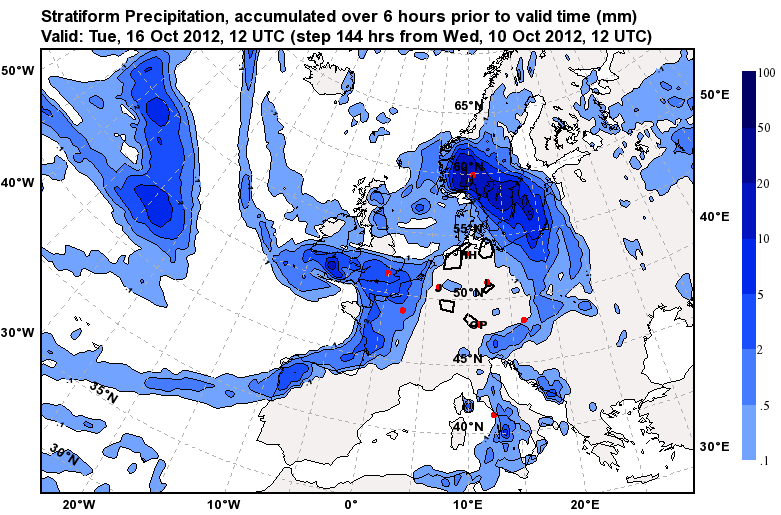 Stratiform Precipitation, accumulated over 6 hours prior to valid time (mm)
Valid: Tue, 16 Oct 2012, 12 UTC (step 144 hrs from Wed, 10 Oct 2012, 12 UTC)
50°W
40°W
30°W
20°W
10°W
0°
10°E
20°E
30°E
40°E
50°E
65°N
60°N
55°N
50°N
45°N
40°N
35°N
30°N
OP
100
50
20
10
5
2
.5
.1